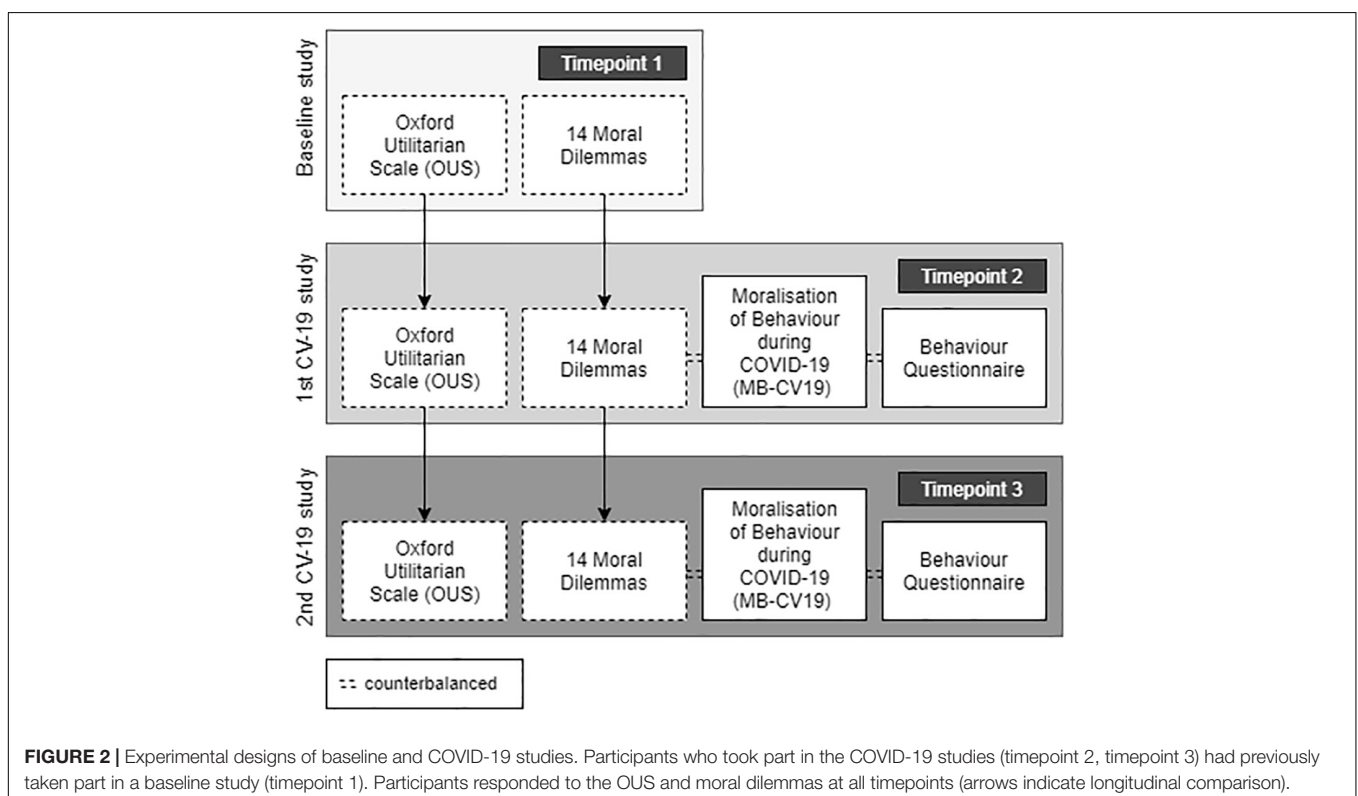 Baseline study
Timepoint 1
Oxford
Utilitarian
Scale (OUS)
14 Moral
Dilemmas
1st CV-19 study
Timepoint 2
Oxford
Utilitarian
Scale (OUS)
14 Moral
Dilemmas
Moralisation
of Behaviour
during
COVID-19
(MB-CV19)
Behaviour
Questionnaire
2nd CV-19 study
Timepoint 3
Oxford
Utilitarian
Scale (OUS)
14 Moral
Dilemmas
Moralisation
of Behaviour
during
COVID-19
(MB-CV19)
Behaviour
Questionnaire
counterbalanced
FIGURE 2 | Experimental designs of baseline and COVID-19 studies. Participants who took part in the COVID-19 studies (timepoint 2, timepoint 3) had previously
taken part in a baseline study (timepoint 1). Participants responded to the OUS and moral dilemmas at all timepoints (arrows indicate longitudinal comparison).